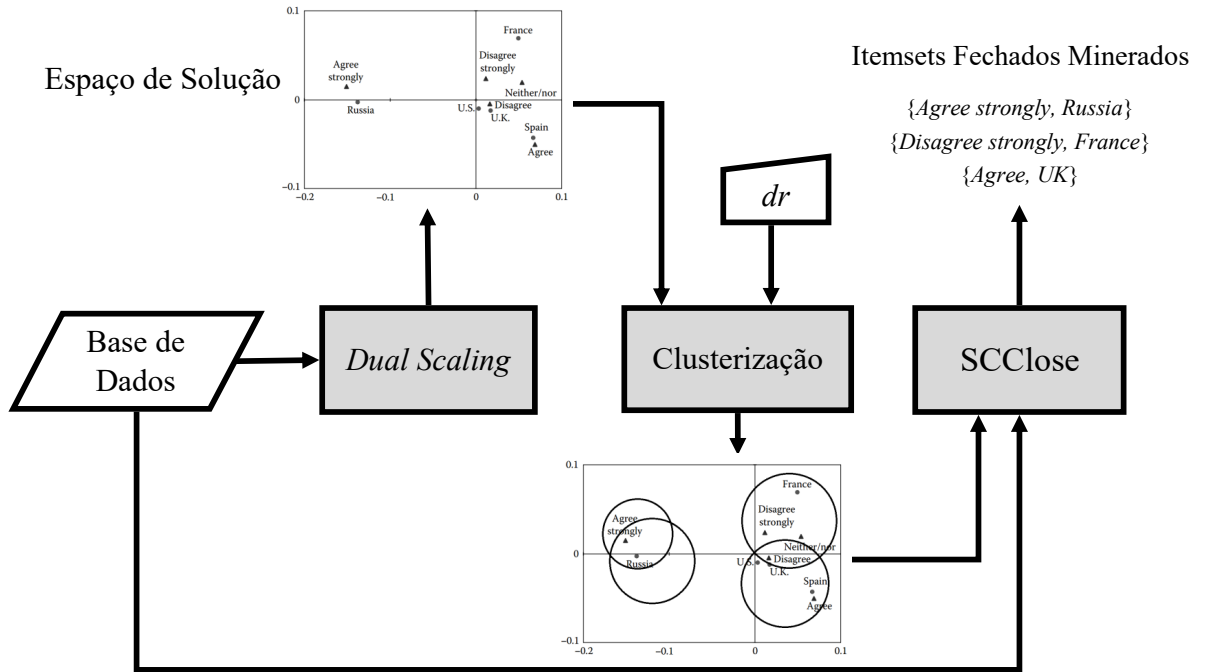 Espaço de Solução
0.1
France
Disagree
strongly
Agree
strongly
Neither/nor
0
Russia
U.S.
Disagree
U.K.
Spain
Agree
−0.1
−0.2
−0.1
0
0.1
Itemsets Fechados Minerados
{Agree strongly, Russia}
{Disagree strongly, France}
{Agree, UK}
dr
Base de
Dados
Dual Scaling
Clusterização
SCClose
0.1
France
Disagree
strongly
Agree
strongly
Neither/nor
0
Russia
U.S.
Disagree
U.K.
Spain
Agree
−0.1
−0.2
−0.1
0
0.1